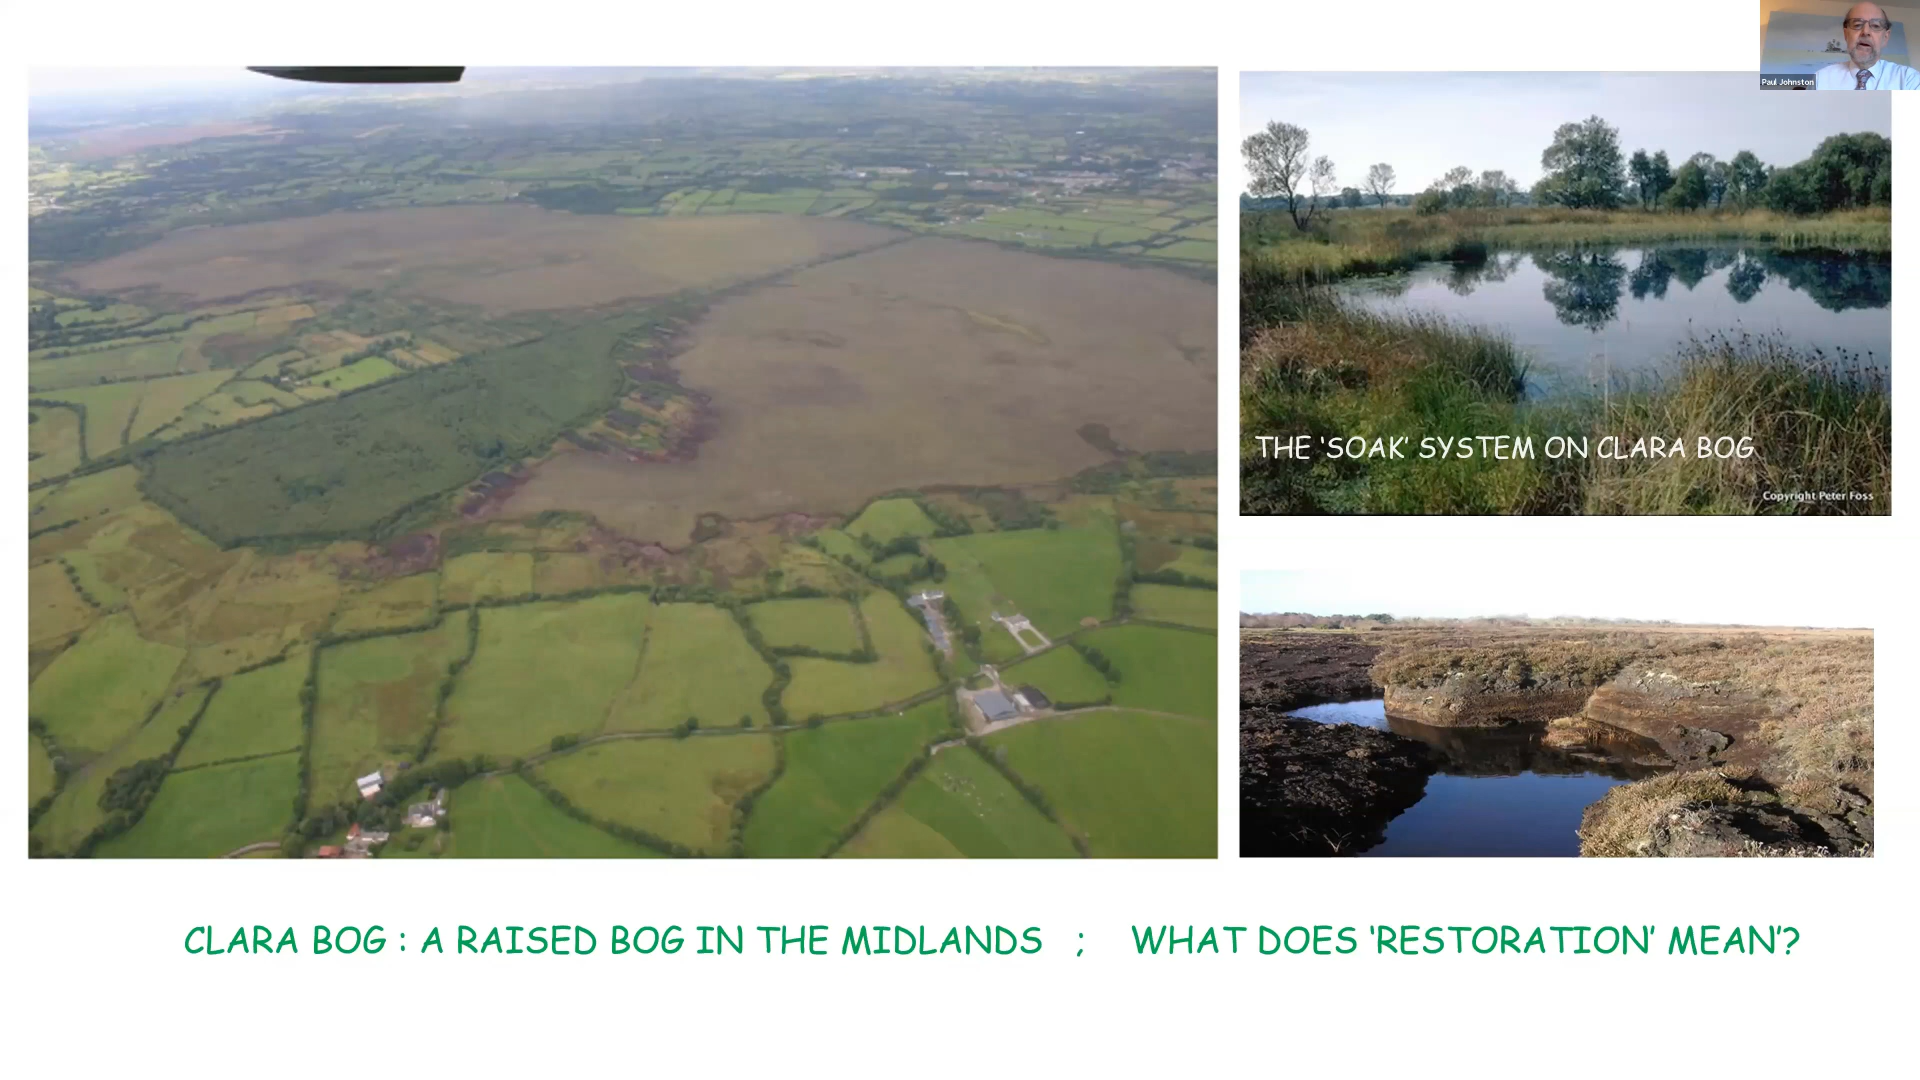 Paul Johnston
THE ‘SOAK’ SYSTEM ON CLARA BOG
Copyright Peter Foss
CLARA BOG : A RAISED BOG IN THE MIDLANDS ; WHAT DOES ‘RESTORATION’ MEAN’?